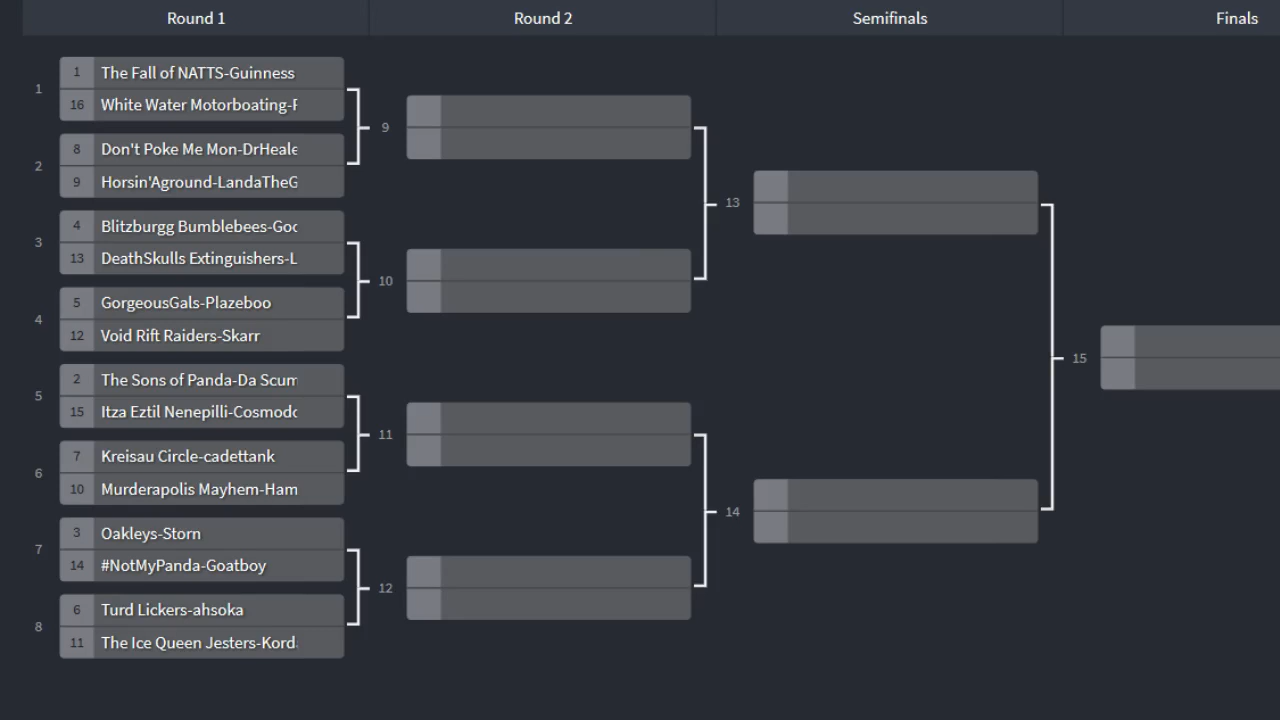 Round 1
Round 2
Semifinals
Finals
1
1 The Fall of NATTS-Guinness
16 White Water Motorboating-
2
8 Don't Poke Me Mon-DrHeale
9 Horsin'Aground-LandaTheG
3
4 Blitzburgg Bumblebees-Goc
13 DeathSkulls Extinguishers-L
4
5 GorgeousGals-Plazeboo
12 Void Rift Raiders-Skarr
5
2 The Sons of Panda-Da Scum
15 Itza Eztil Nenepilli-Cosmodc
6
7 Kreisau Circle-cadettank
10 Murderapolis Mayhem-Ham
7
3 Oakleys-Storn
14 #NotMyPanda-Goatboy
8
6 Turd Lickers-ahsoka
11 The Ice Queen Jesters-Kord
9
10
11
12
13
14
15